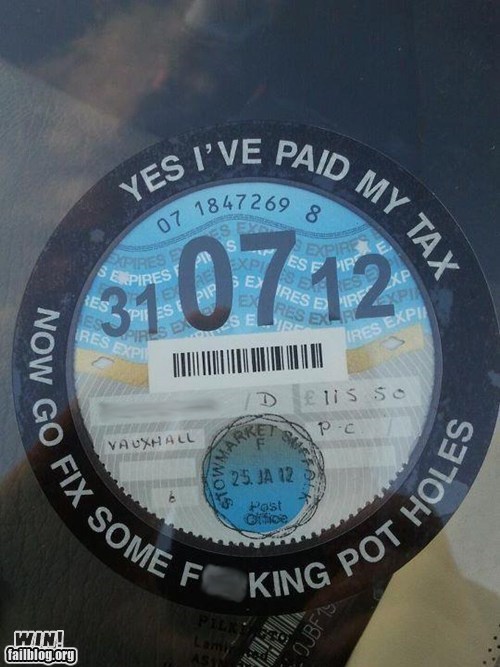 YES I'VE PAID MY TAX
07 1847269 8
31 07 12
D £115 50
VAUXHALL P-C
6
STOWMARKET SUFFOLK
F
25. JA 12
Post
Office
NOW GO FIX SOME F KING POT HOLES
WIN!
failblog.org